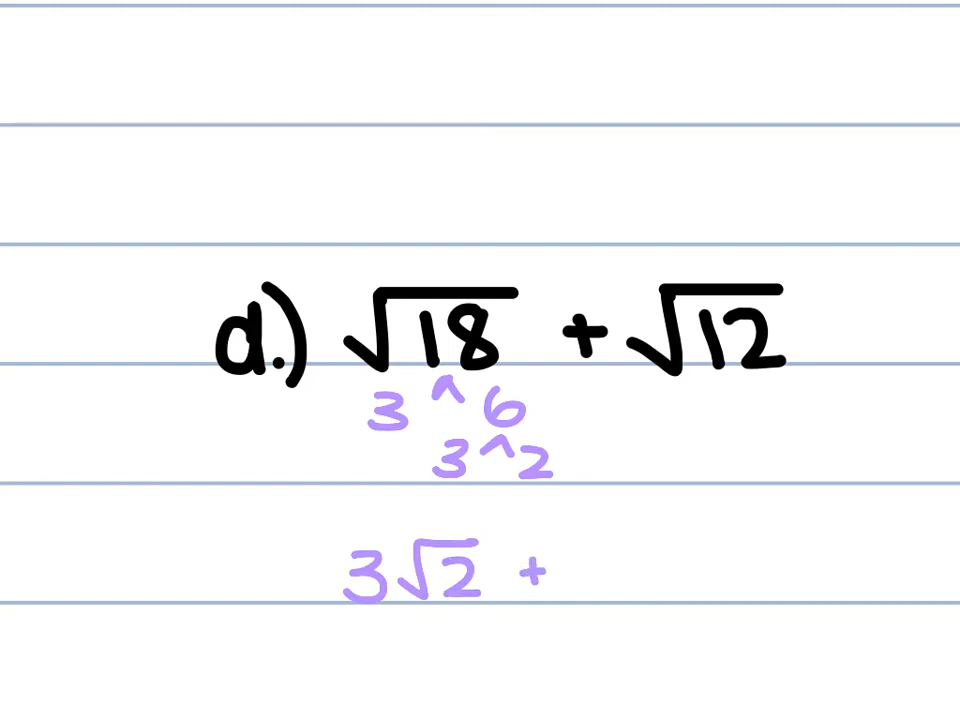 d.) √18 + √12
3 ^ 6
3 ^ 2
3√2 +